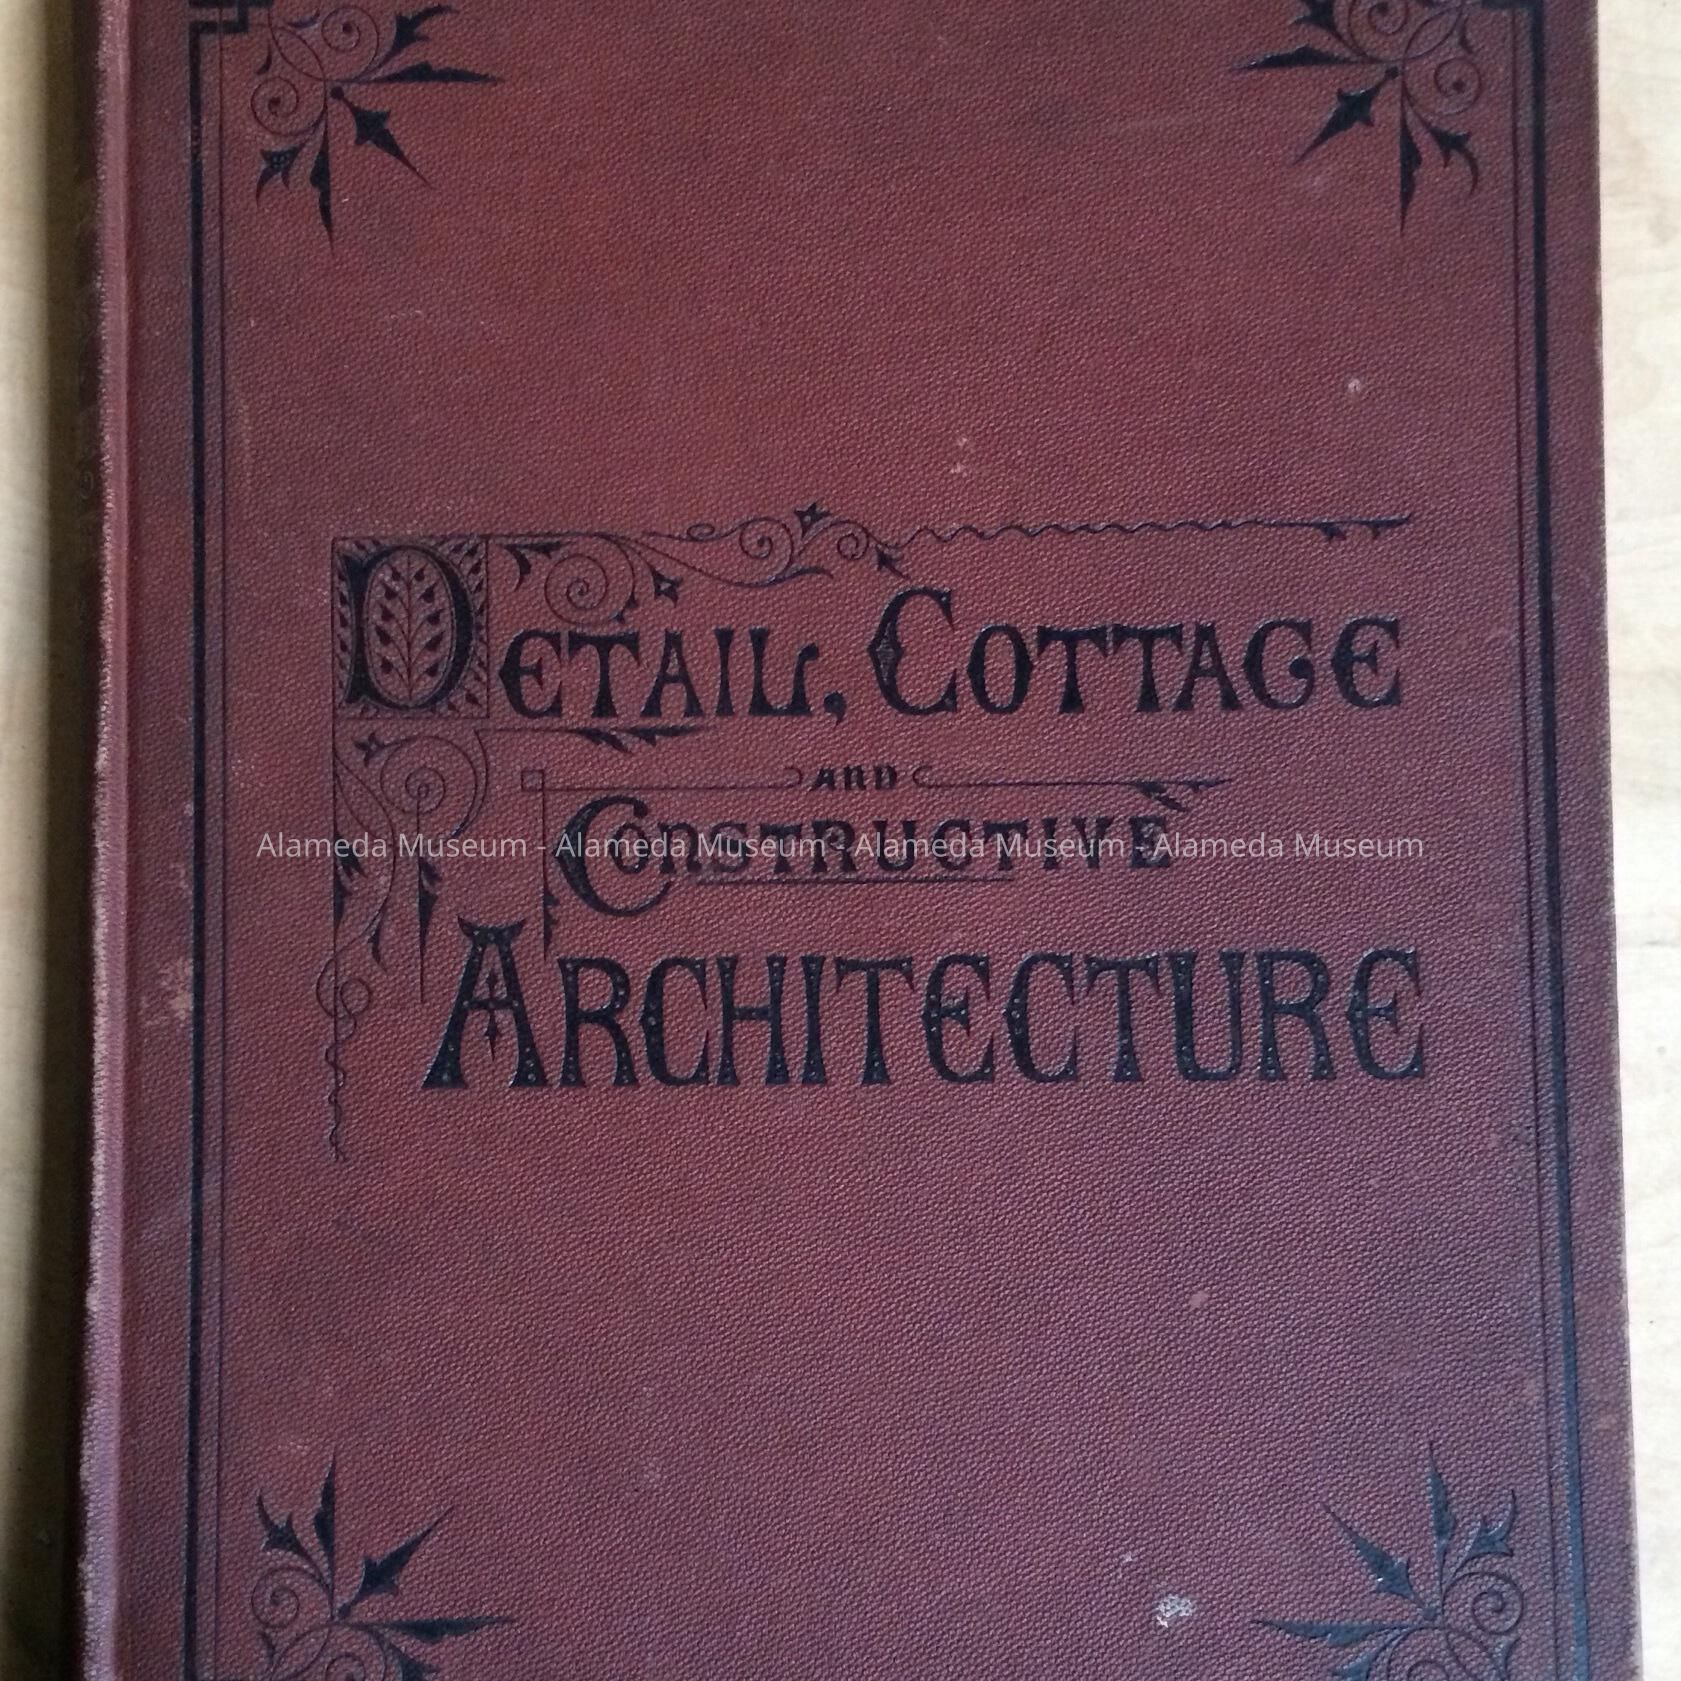 DETAIL, COTTAGE
AND
CONSTRUCTIVE
Alameda Museum - Alameda Museum - Alameda Museum - Alameda Museum
ARCHITECTURE